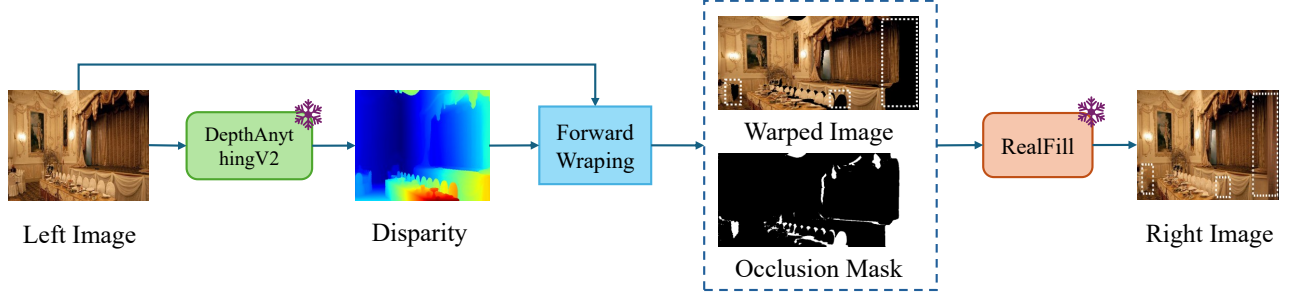 Left Image
DepthAnyt
hingV2
Disparity
Forward
Wraping
Warped Image
Occlusion Mask
RealFill
Right Image